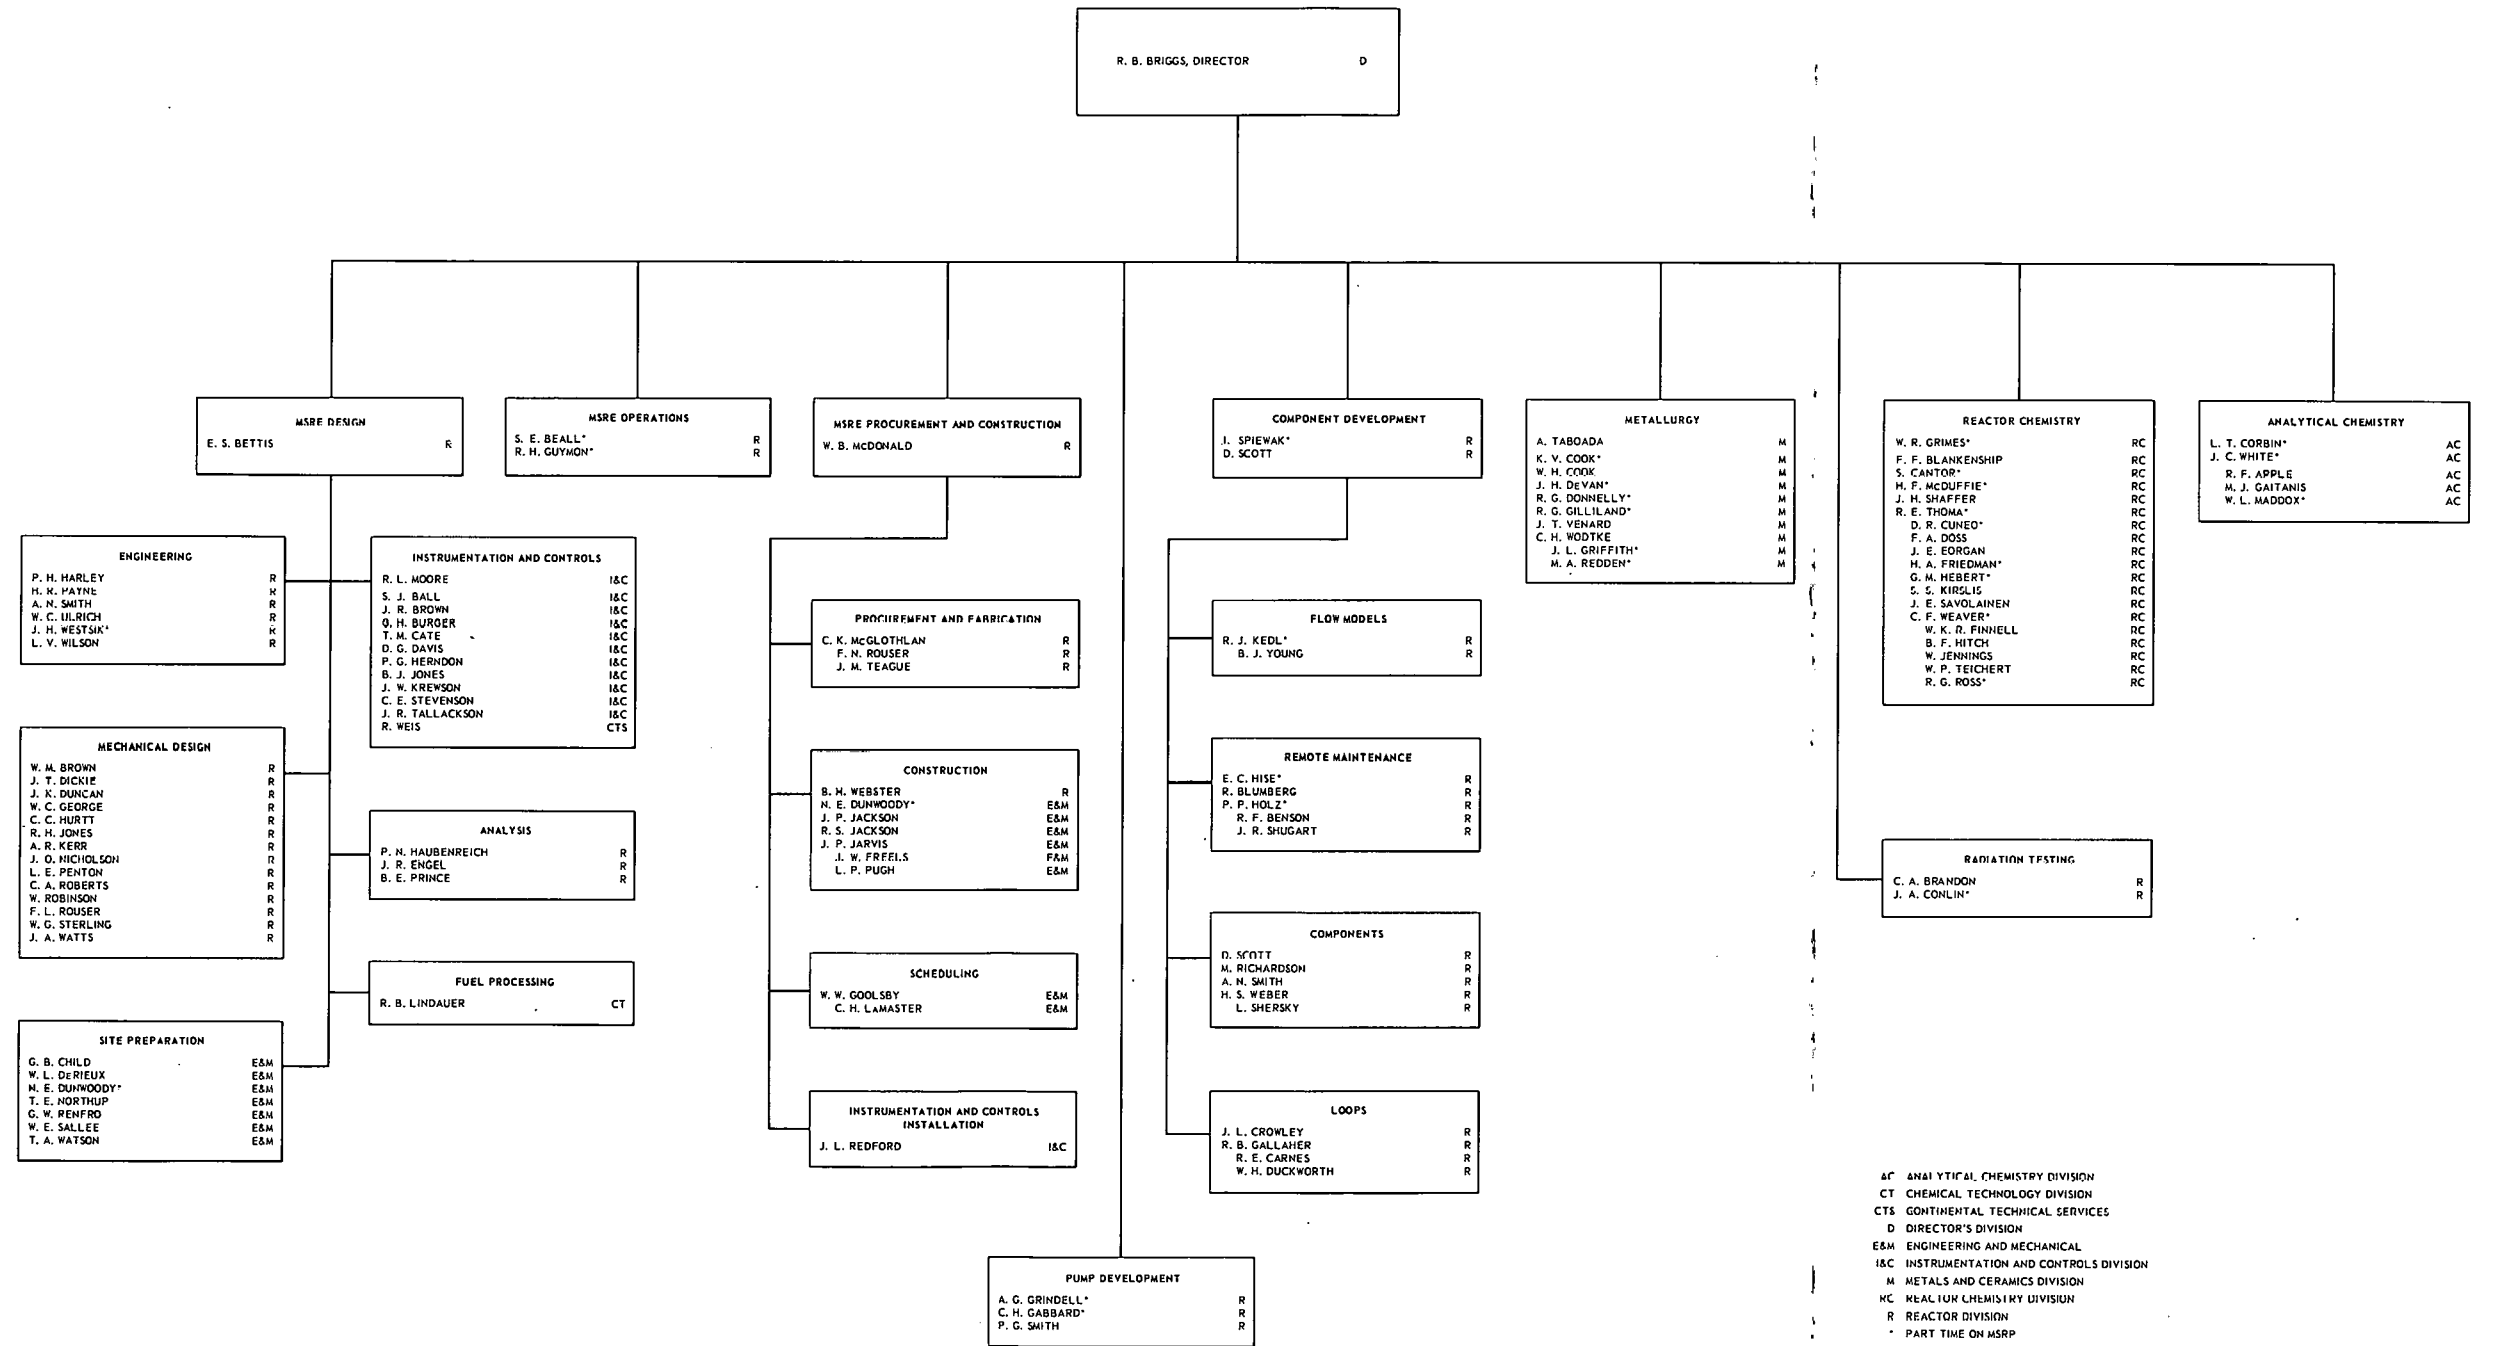 R. B. BRIGGS, DIRECTOR D
MSRE DESIGN
E. S. BETTIS R
MSRE OPERATIONS
S. E. BEALL* R
R. H. GUYMON* R
MSRE PROCUREMENT AND CONSTRUCTION
W. B. McDONALD R
COMPONENT DEVELOPMENT
I. SPIEWAK* R
D. SCOTT R
METALLURGY
A. TABOADA M
K. V. COOK* M
W. H. COOK M
J. H. DeVAN* M
R. G. DONNELLY* M
R. G. GILLILAND* M
J. T. VENARD M
C. H. WODTKE M
J. L. GRIFFITH* M
M. A. REDDEN* M
REACTOR CHEMISTRY
W. R. GRIMES* RC
F. F. BLANKENSHIP RC
S. CANTOR* RC
H. F. McDUFFIE* RC
J. H. SHAFFER RC
R. E. THOMA* RC
D. R. CUNEO* RC
F. A. DOSS RC
J. E. EORGAN RC
H. A. FRIEDMAN* RC
G. M. HEBERT* RC
S. S. KIRSLIS RC
J. E. SAVOLAINEN RC
C. F. WEAVER* RC
W. K. R. FINNELL RC
B. F. HITCH RC
W. JENNINGS RC
W. P. TEICHERT RC
R. G. ROSS* RC
ANALYTICAL CHEMISTRY
L. T. CORBIN* AC
J. C. WHITE* AC
R. F. APPLE AC
M. J. GAITANIS AC
W. L. MADDOX* AC
ENGINEERING
P. H. HARLEY R
H. R. PAYNE R
A. N. SMITH R
W. C. ULRICH R
J. H. WESTSIK* R
L. V. WILSON R
INSTRUMENTATION AND CONTROLS
R. L. MOORE I&C
S. J. BALL I&C
J. R. BROWN I&C
O. H. BURGER I&C
T. M. CATE I&C
D. G. DAVIS I&C
P. G. HERNDON I&C
B. J. JONES I&C
J. W. KREWSON I&C
C. E. STEVENSON I&C
J. R. TALLACKSON I&C
R. WEIS CTS
MECHANICAL DESIGN
W. M. BROWN R
J. T. DICKIE R
J. K. DUNCAN R
W. C. GEORGE R
C. C. HURTT R
R. H. JONES R
A. R. KERR R
J. O. NICHOLSON R
L. E. PENTON R
C. A. ROBERTS R
W. ROBINSON R
F. L. ROUSER R
W. G. STERLING R
J. A. WATTS R
ANALYSIS
P. N. HAUBENREICH R
J. R. ENGEL R
B. E. PRINCE R
FUEL PROCESSING
R. B. LINDAUER CT
SITE PREPARATION
G. B. CHILD E&M
W. L. DeRIEUX E&M
N. E. DUNWOODY* E&M
T. E. NORTHUP E&M
G. W. RENFRO E&M
W. E. SALLEE E&M
T. A. WATSON E&M
PROCUREMENT AND FABRICATION
C. K. McGLOTHLAN R
F. N. ROUSER R
J. M. TEAGUE R
CONSTRUCTION
B. H. WEBSTER R
N. E. DUNWOODY* E&M
J. P. JACKSON E&M
R. S. JACKSON E&M
J. P. JARVIS E&M
J. W. FREELS E&M
L. P. PUGH E&M
SCHEDULING
W. W. GOOLSBY E&M
C. H. LaMASTER E&M
INSTRUMENTATION AND CONTROLS
INSTALLATION
J. L. REDFORD I&C
FLOW MODELS
R. J. KEDL* R
B. J. YOUNG R
REMOTE MAINTENANCE
E. C. HISE* R
R. BLUMBERG R
P. P. HOLZ* R
R. F. BENSON R
J. R. SHUGART R
COMPONENTS
D. SCOTT R
M. RICHARDSON R
A. N. SMITH R
H. S. WEBER R
L. SHERSKY R
LOOPS
J. L. CROWLEY R
R. B. GALLAHER R
R. E. CARNES R
W. H. DUCKWORTH R
RADIATION TESTING
C. A. BRANDON R
J. A. CONLIN* R
PUMP DEVELOPMENT
A. G. GRINDELL* R
C. H. GABBARD* R
P. G. SMITH R
AC ANALYTICAL CHEMISTRY DIVISION
CT CHEMICAL TECHNOLOGY DIVISION
CTS CONTINENTAL TECHNICAL SERVICES
D DIRECTOR'S DIVISION
E&M ENGINEERING AND MECHANICAL
I&C INSTRUMENTATION AND CONTROLS DIVISION
M METALS AND CERAMICS DIVISION
RC REACTOR CHEMISTRY DIVISION
R REACTOR DIVISION
* PART TIME ON MSRP